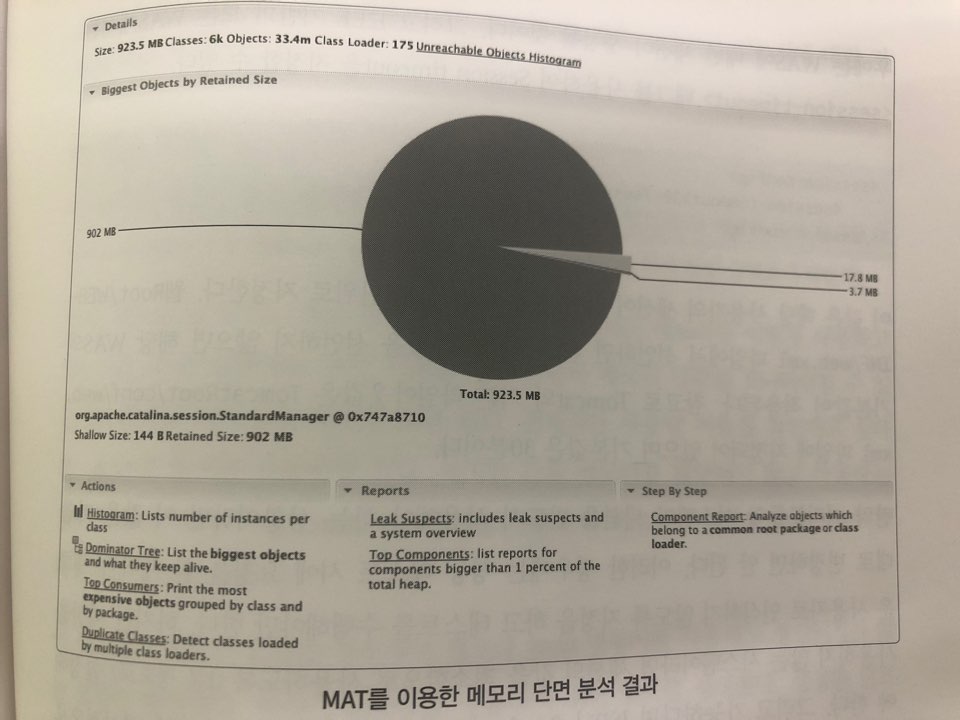 Details
Size: 923.5 MB Classes: 6k Objects: 33.4m Class Loader: 175 Unreachable Objects Histogram
Biggest Objects by Retained Size
902 MB
17.8 MB
3.7 MB
Total: 923.5 MB
org.apache.catalina.session.StandardManager @ 0x747a8710
Shallow Size: 144 B Retained Size: 902 MB
Actions
Histogram: Lists number of instances per
class
Dominator Tree: List the biggest objects
and what they keep alive.
Top Consumers: Print the most
expensive objects grouped by class and
by package.
Duplicate Classes: Detect classes loaded
by multiple class loaders.
Reports
Leak Suspects: includes leak suspects and
a system overview
Top Components: list reports for
components bigger than 1 percent of the
total heap.
Step By Step
Component Report: Analyze objects which
belong to a common root package or class
loader.
MAT를 이용한 메모리 단면 분석 결과